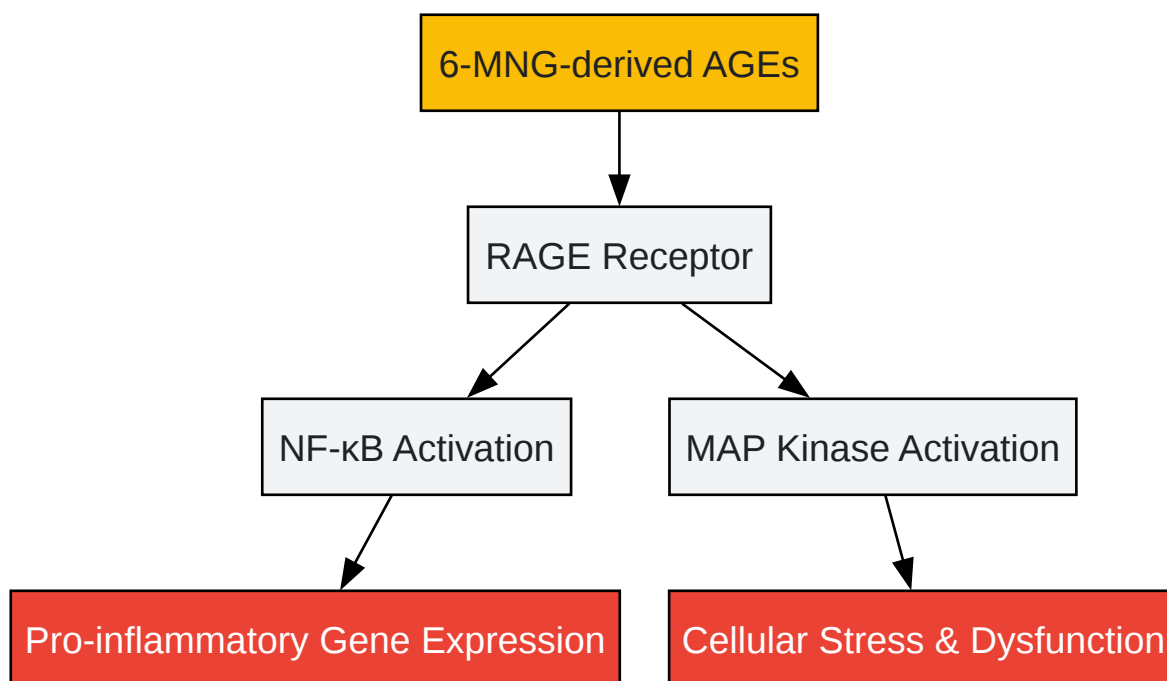 6-MNG-derived AGEs
RAGE Receptor
NF-κB Activation
MAP Kinase Activation
Pro-inflammatory Gene Expression
Cellular Stress & Dysfunction